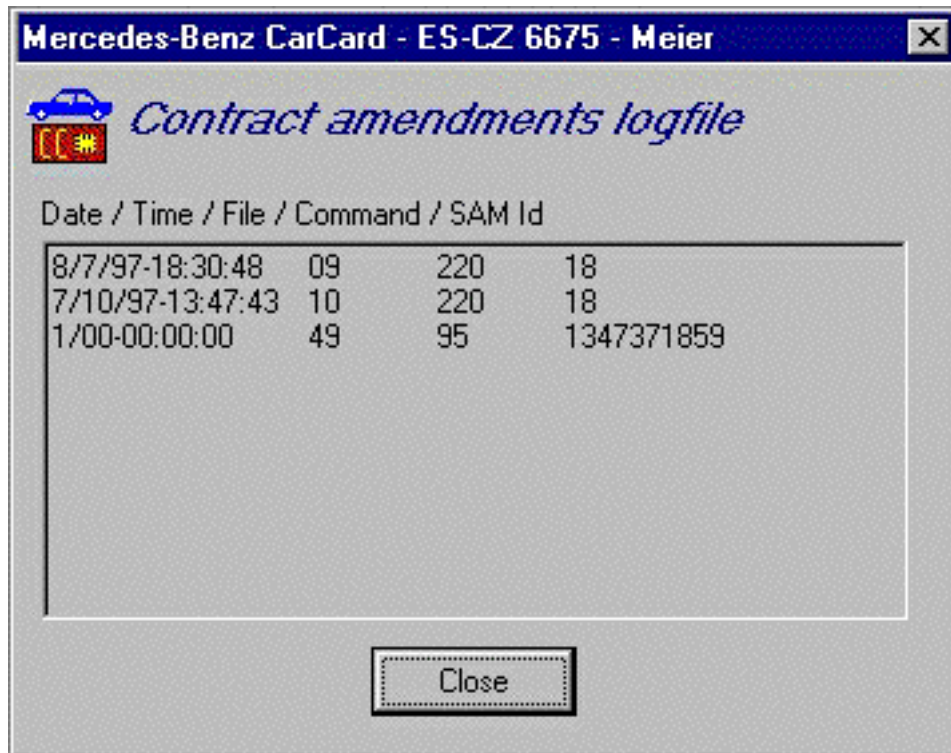 Mercedes-Benz CarCard - ES-CZ 6675 - Meier
CC
Contract amendments logfile
Date / Time / File / Command / SAM Id
8/7/97-18:30:48 09 220 18
7/10/97-13:47:43 10 220 18
1/00-00:00:00 49 95 1347371859
Close